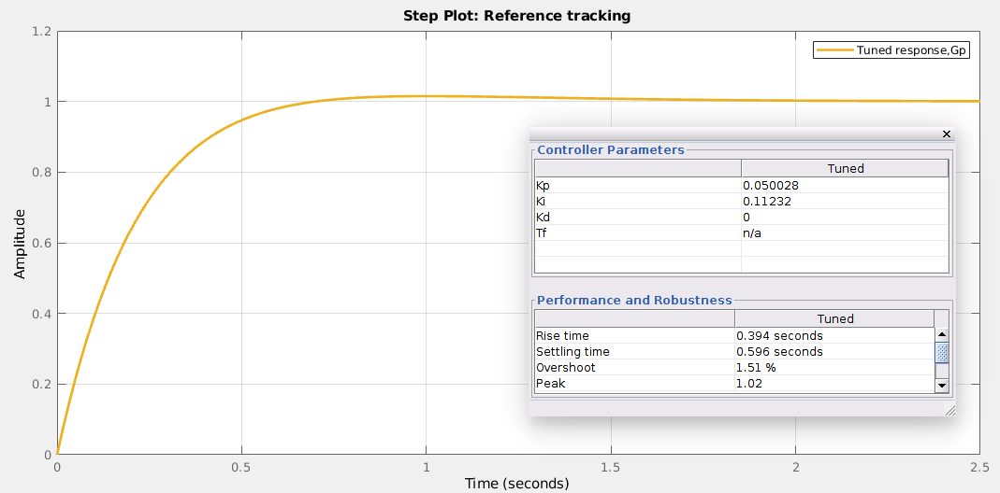 Step Plot: Reference tracking
1.2
1
0.8
0.6
0.4
0.2
0
Amplitude
0
0.5
1
1.5
2
2.5
Time (seconds)
Tuned response,Gp
Controller Parameters
Tuned
Kp 0.050028
Ki 0.11232
Kd 0
Tf n/a
Performance and Robustness
Tuned
Rise time 0.394 seconds
Settling time 0.596 seconds
Overshoot 1.51 %
Peak 1.02